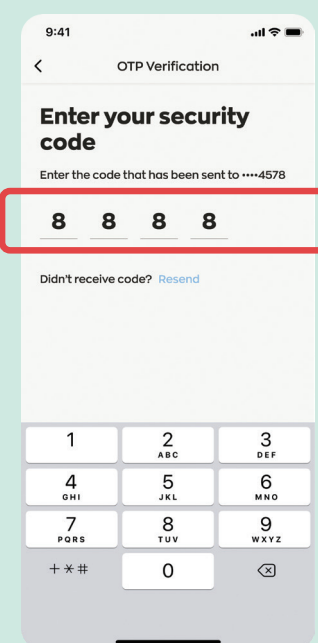 9:41
OTP Verification
Enter your security
code
Enter the code that has been sent to ••••4578
8 8 8 8
Didn't receive code? Resend
1 2 3
ABC DEF
4 5 6
GHI JKL MNO
7 8 9
PQRS TUV WXYZ
+*# 0